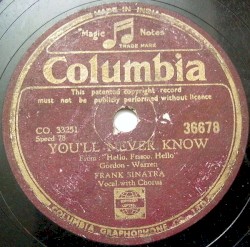 MADE IN INDIA
"Magic Notes"
TRADE MARK
Columbia
This patented copyright record
must not be publicly performed without licence
CO. 33251
Speed 78
36678
YOU'LL NEVER KNOW
From: "Hello, Frisco, Hello"
Gordon - Warren
FRANK SINATRA
Vocal with Chorus
COLUMBIA GRAPHOPHONE